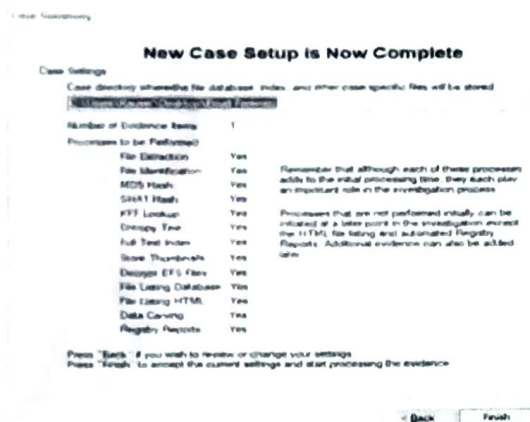 Case Summary
New Case Setup is Now Complete
Case Settings
Case directory where the file database, index, and other case specific files will be stored
Number of Evidence Items 1
Processes to be Performed
File Extraction Yes
File Identification Yes
MD5 Hash Yes
SHA1 Hash Yes
KFF Lookup Yes
Entropy Test Yes
Full Text Index Yes
Store Thumbnails Yes
Decrypt EFS Files Yes
File Listing Database Yes
File Listing HTML Yes
Data Carving Yes
Registry Reports Yes
Remember that although each of these processes
adds to the initial processing time, they each play
an important role in the investigation process
Processes that are not performed initially can be
initiated at a later point in the investigation except
the HTML file listing and automated Registry
Reports. Additional evidence can also be added
later
Press "Back" if you wish to review or change your settings
Press "Finish" to accept the current settings and start processing the evidence
< Back Finish